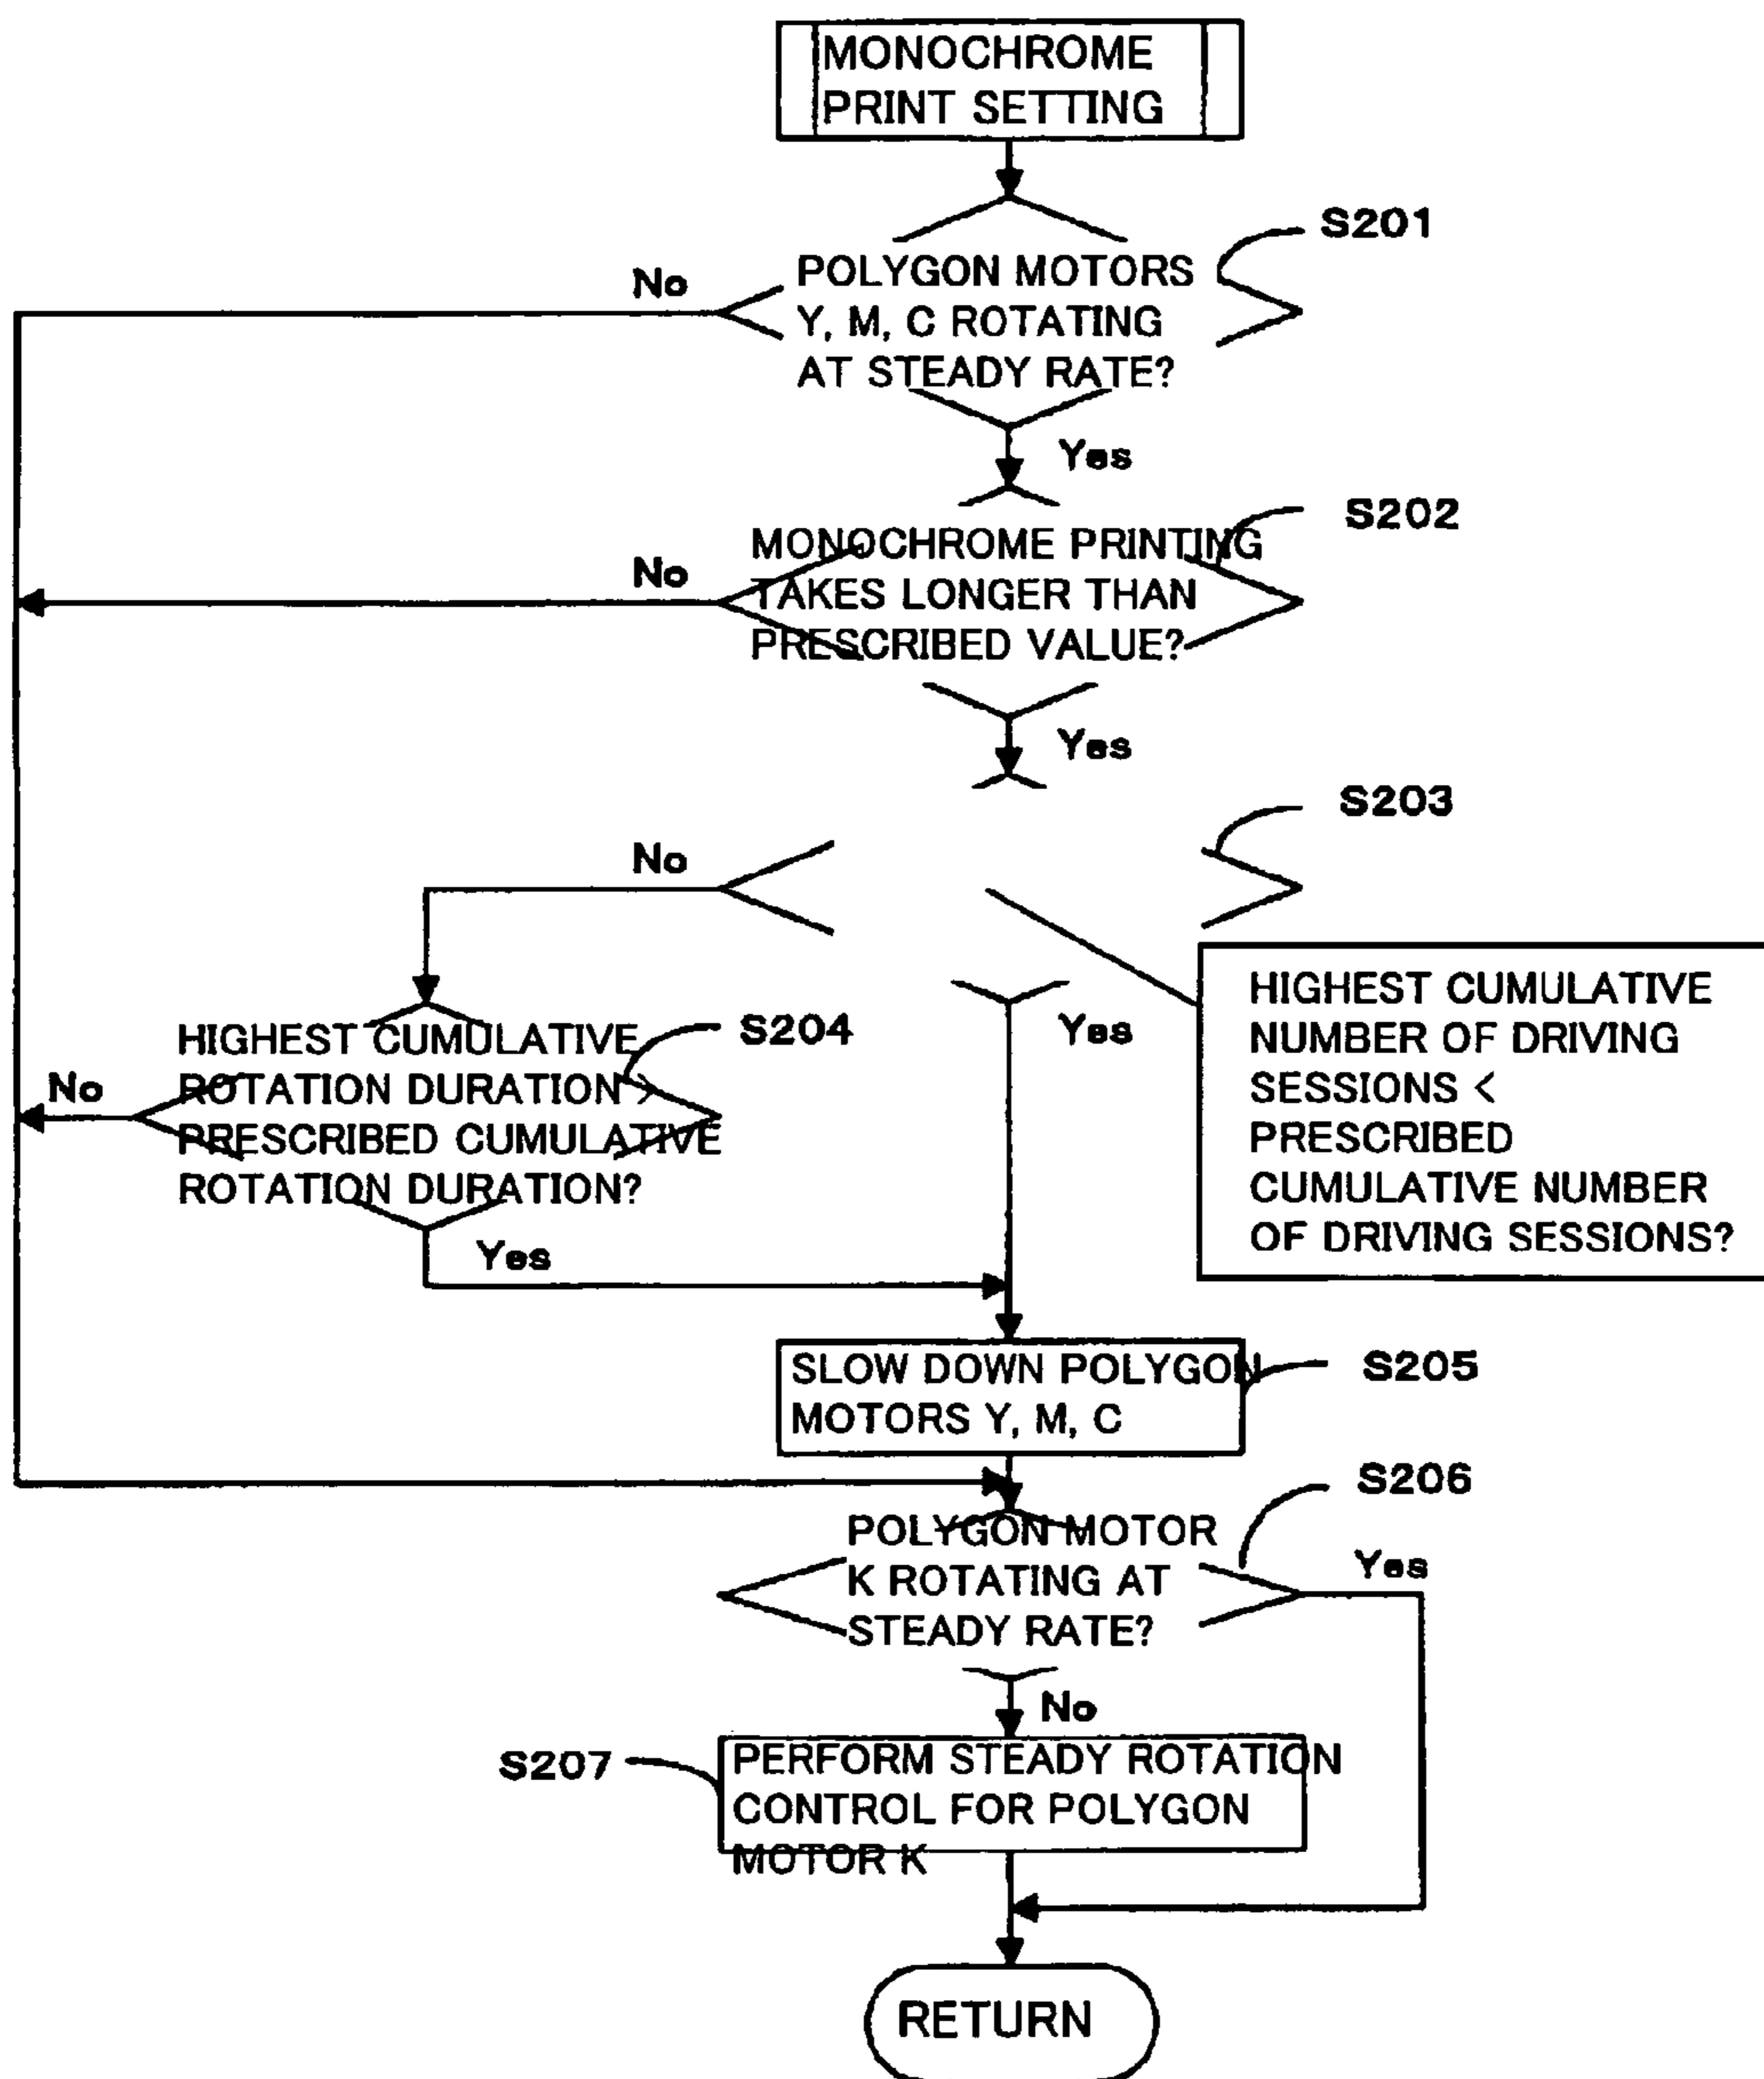 MONOCHROME
PRINT SETTING
S201
No
POLYGON MOTORS
Y, M, C ROTATING
AT STEADY RATE?
Yes
S202
No
MONOCHROME PRINTING
TAKES LONGER THAN
PRESCRIBED VALUE?
Yes
S203
No
HIGHEST CUMULATIVE
NUMBER OF DRIVING
SESSIONS <
PRESCRIBED
CUMULATIVE NUMBER
OF DRIVING SESSIONS?
Yes
S204
No
HIGHEST CUMULATIVE
ROTATION DURATION >
PRESCRIBED CUMULATIVE
ROTATION DURATION?
Yes
SLOW DOWN POLYGON
MOTORS Y, M, C
S205
S206
POLYGON MOTOR
K ROTATING AT
STEADY RATE?
Yes
No
S207
PERFORM STEADY ROTATION
CONTROL FOR POLYGON
MOTOR K
RETURN